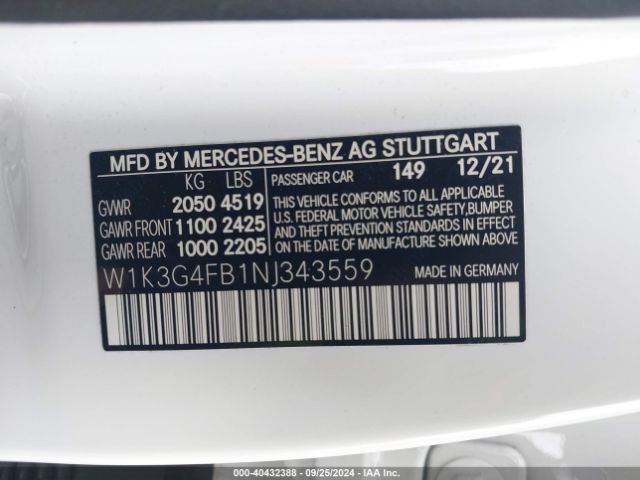 MFD BY MERCEDES-BENZ AG STUTTGART
KG LBS
GVWR 2050 4519
GAWR FRONT 1100 2425
GAWR REAR 1000 2205
PASSENGER CAR 149 12/21
THIS VEHICLE CONFORMS TO ALL APPLICABLE
U.S. FEDERAL MOTOR VEHICLE SAFETY, BUMPER
AND THEFT PREVENTION STANDARDS IN EFFECT
ON THE DATE OF MANUFACTURE SHOWN ABOVE.
W1K3G4FB1NJ343559
MADE IN GERMANY
000-40432388 | 09/25/2024 | IAA Inc.